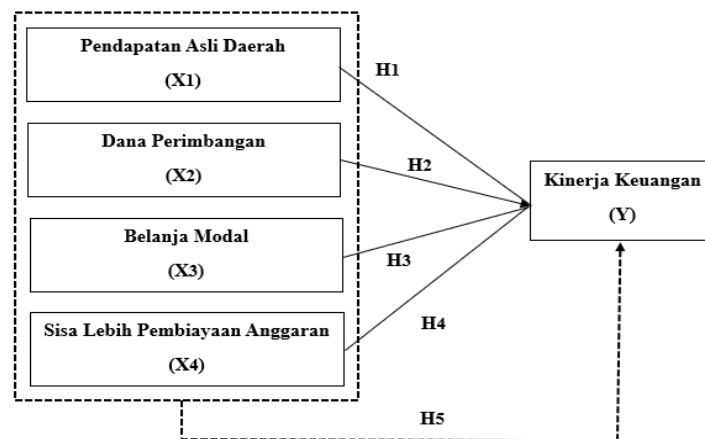 Pendapatan Asli Daerah
(X1)
H1
Dana Perimbangan
(X2)
H2
Kinerja Keuangan
(Y)
Belanja Modal
(X3)
H3
Sisa Lebih Pembiayaan Anggaran
(X4)
H4
H5